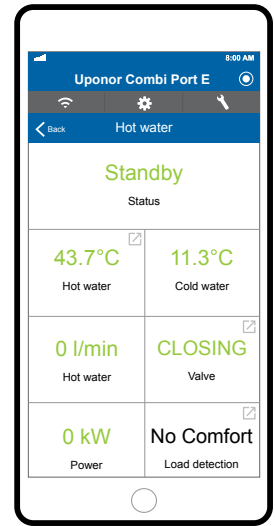 8:00 AM
Uponor Combi Port E
Back Hot water
Standby
Status
43.7°C 11.3°C
Hot water Cold water
0 l/min CLOSING
Hot water Valve
0 kW No Comfort
Power Load detection